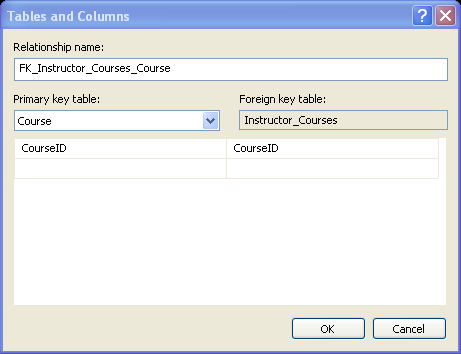 Tables and Columns
Relationship name:
FK_Instructor_Courses_Course
Primary key table: Foreign key table:
Course Instructor_Courses
CourseID CourseID
OK Cancel